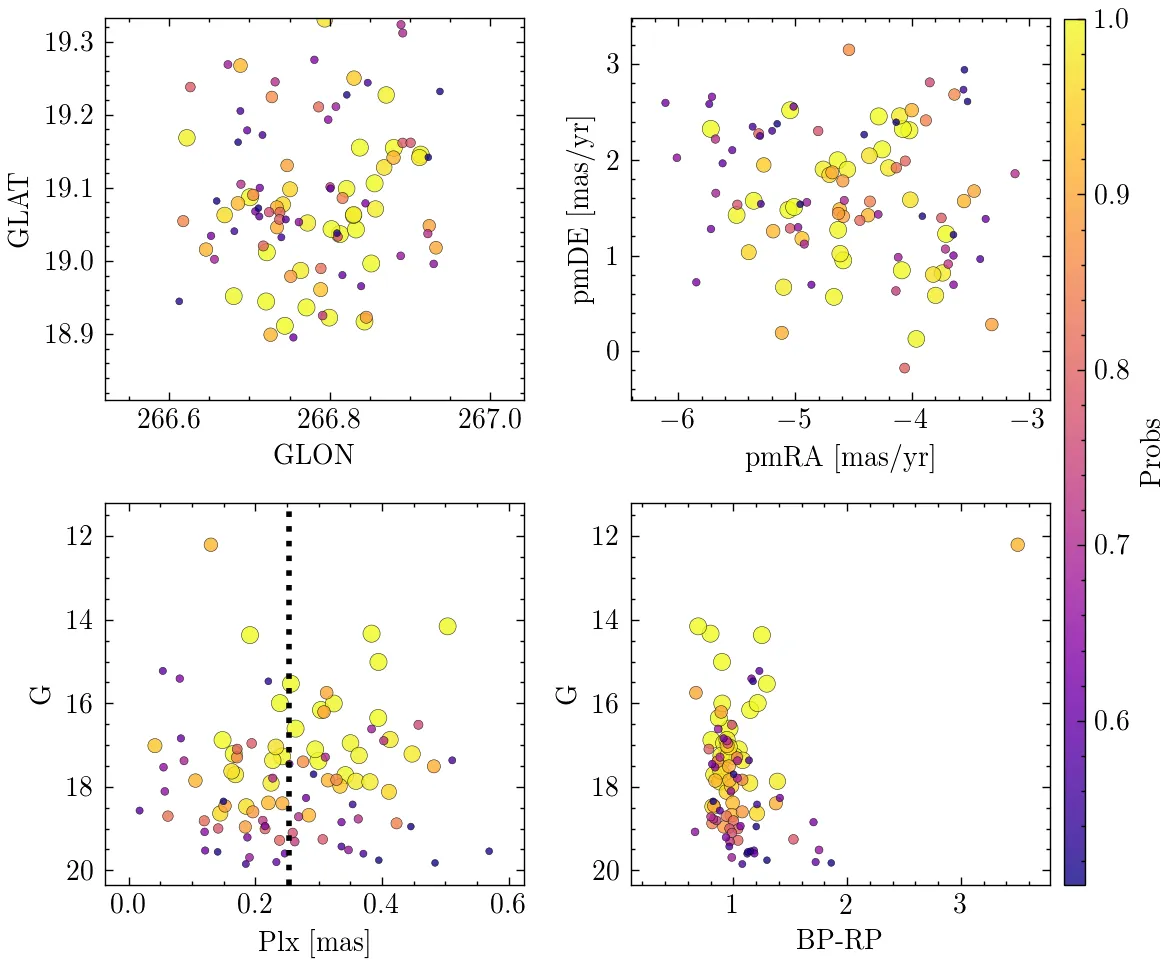 19.3
19.2
19.1
19.0
18.9
GLAT
266.6 266.8 267.0
GLON
3
2
1
0
pmDE [mas/yr]
−6 −5 −4 −3
pmRA [mas/yr]
12
14
16
18
20
G
0.0 0.2 0.4 0.6
Plx [mas]
12
14
16
18
20
G
1 2 3
BP-RP
1.0
0.9
0.8
0.7
0.6
Probs